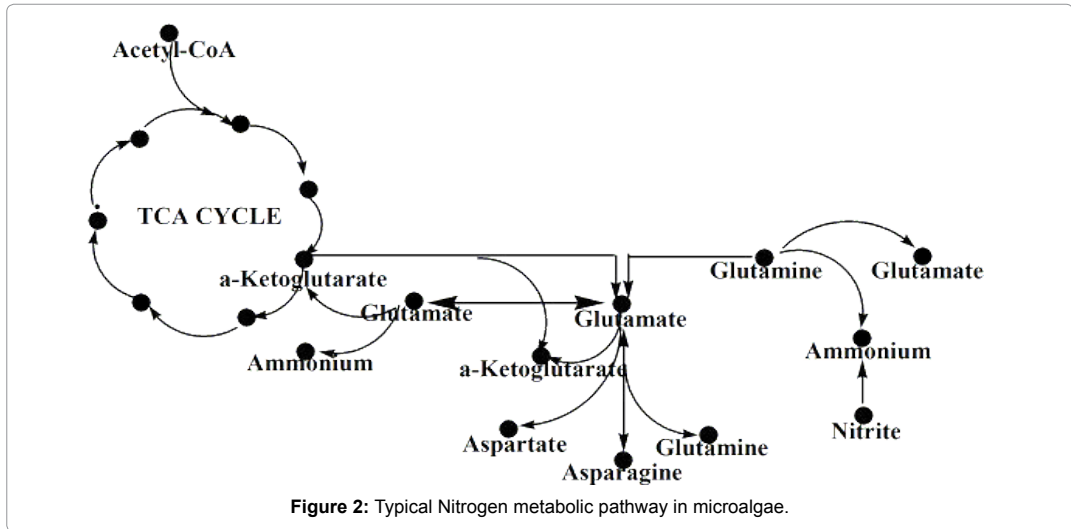 Acetyl-CoA
TCA CYCLE
a-Ketoglutarate
Glutamine
Glutamate
Glutamate
Glutamate
Ammonium
a-Ketoglutarate
Ammonium
Aspartate
Glutamine
Nitrite
Asparagine
Figure 2: Typical Nitrogen metabolic pathway in microalgae.